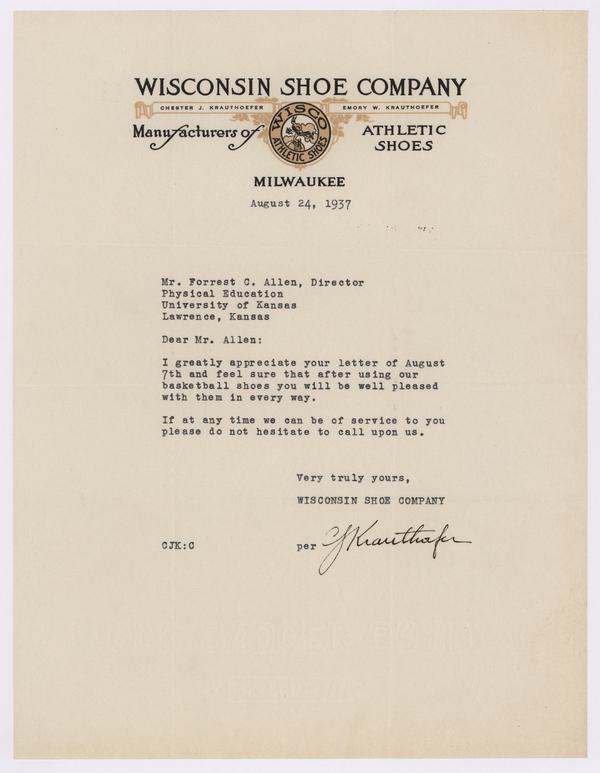 WISCONSIN SHOE COMPANY
CHESTER J. KRAUTHOEFER
EMORY W. KRAUTHOEFER
Manufacturers of
WISCO
ATHLETIC SHOES
ATHLETIC
SHOES
MILWAUKEE
August 24, 1937
Mr. Forrest C. Allen, Director
Physical Education
University of Kansas
Lawrence, Kansas
Dear Mr. Allen:
I greatly appreciate your letter of August
7th and feel sure that after using our
basketball shoes you will be well pleased
with them in every way.
If at any time we can be of service to you
please do not hesitate to call upon us.
Very truly yours,
WISCONSIN SHOE COMPANY
CJK:C
per CJ Krauthoefer